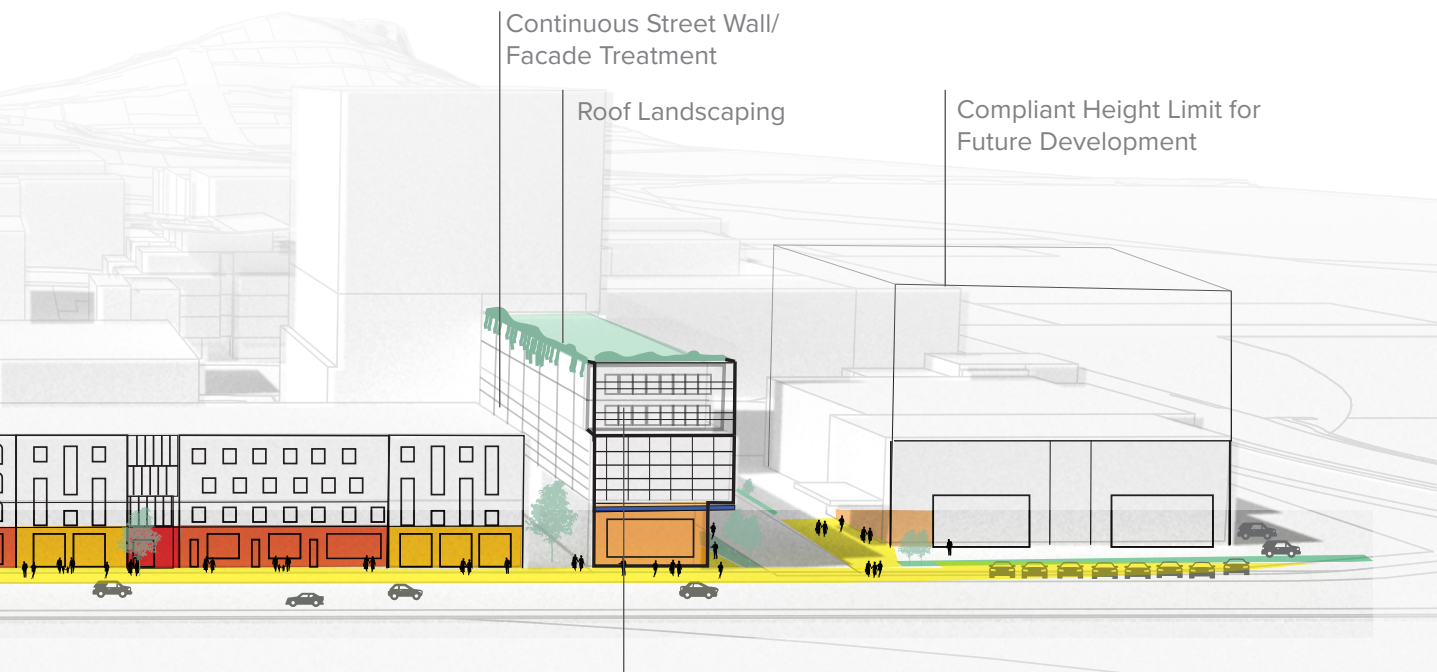 Continuous Street Wall/
Facade Treatment
Roof Landscaping
Compliant Height Limit for
Future Development